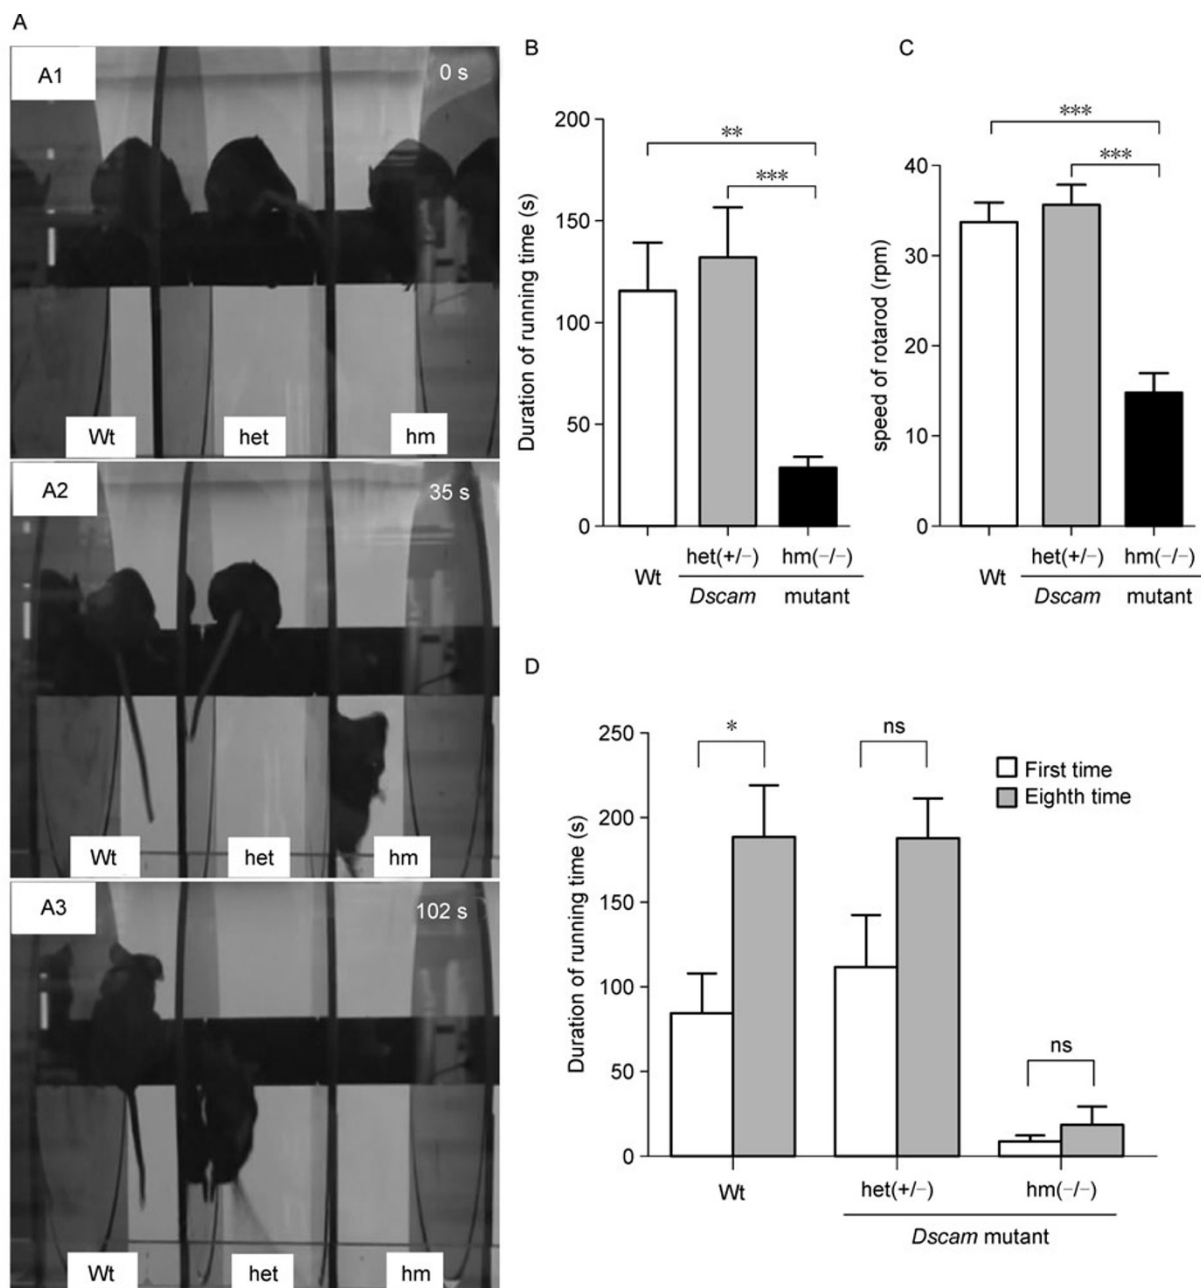 A
A1
0 s
Wt
het
hm
A2
35 s
Wt
het
hm
A3
102 s
Wt
het
hm
B
Duration of running time (s)
200
150
100
50
0
**
***
Wt
het(+/−)
hm(−/−)
Dscam
mutant
C
speed of rotarod (rpm)
40
30
20
10
0
***
***
Wt
het(+/−)
hm(−/−)
Dscam
mutant
D
Duration of running time (s)
250
200
150
100
50
0
*
ns
ns
First time
Eighth time
Wt
het(+/−)
hm(−/−)
Dscam mutant